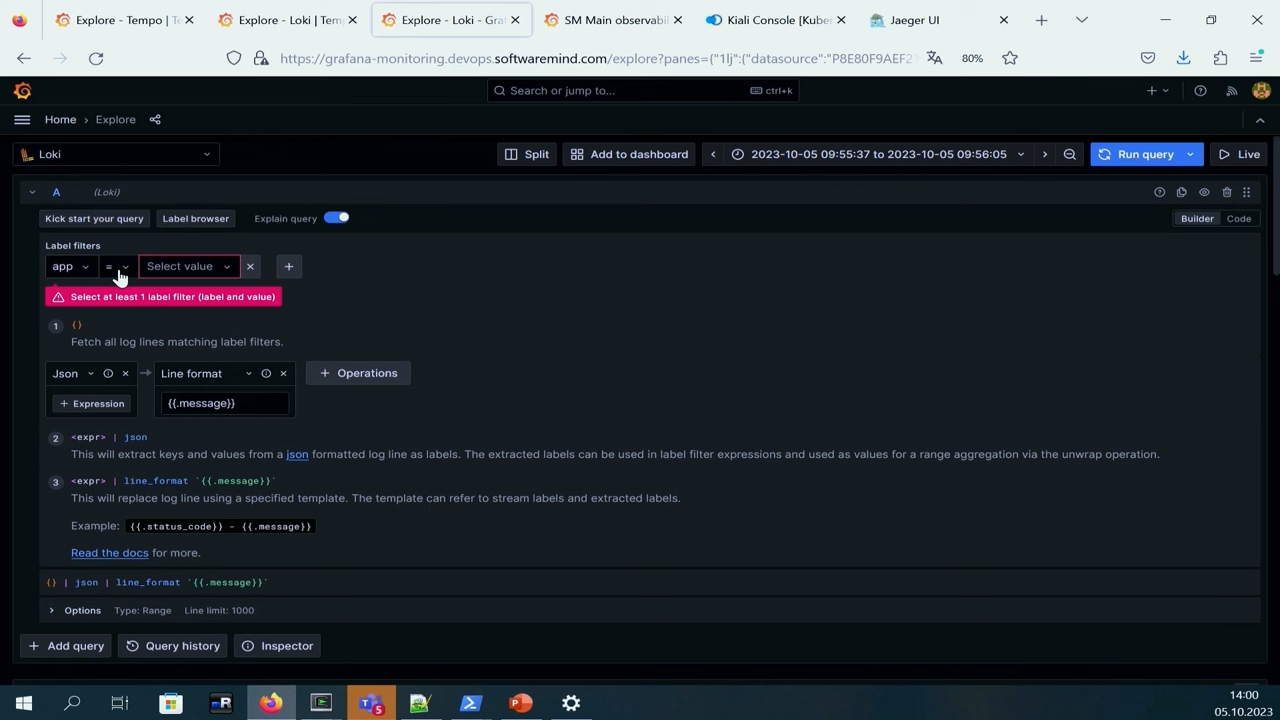 Explore - Tempo | Te
Explore - Loki | Temp
Explore - Loki - Gra
SM Main observabil
Kiali Console [Kuber
Jaeger UI
https://grafana-monitoring.devops.softwaremind.com/explore?panes={"1lj":{"datasource":"P8E80F9AEF21
80%
Search or jump to...
ctrl+k
Home
Explore
Loki
Split
Add to dashboard
2023-10-05 09:55:37 to 2023-10-05 09:56:05
Run query
Live
A
(Loki)
Kick start your query
Label browser
Explain query
Builder
Code
Label filters
app
=
Select value
Select at least 1 label filter (label and value)
1 {}
Fetch all log lines matching label filters.
Json
Line format
+ Operations
+ Expression
{{.message}}
2 <expr> | json
This will extract keys and values from a json formatted log line as labels. The extracted labels can be used in label filter expressions and used as values for a range aggregation via the unwrap operation.
3 <expr> | line_format `{{.message}}`
This will replace log line using a specified template. The template can refer to stream labels and extracted labels.
Example: {{.status_code}} - {{.message}}
Read the docs for more.
{} | json | line_format `{{.message}}`
Options Type: Range Line limit: 1000
+ Add query
Query history
Inspector
14:00
05.10.2023